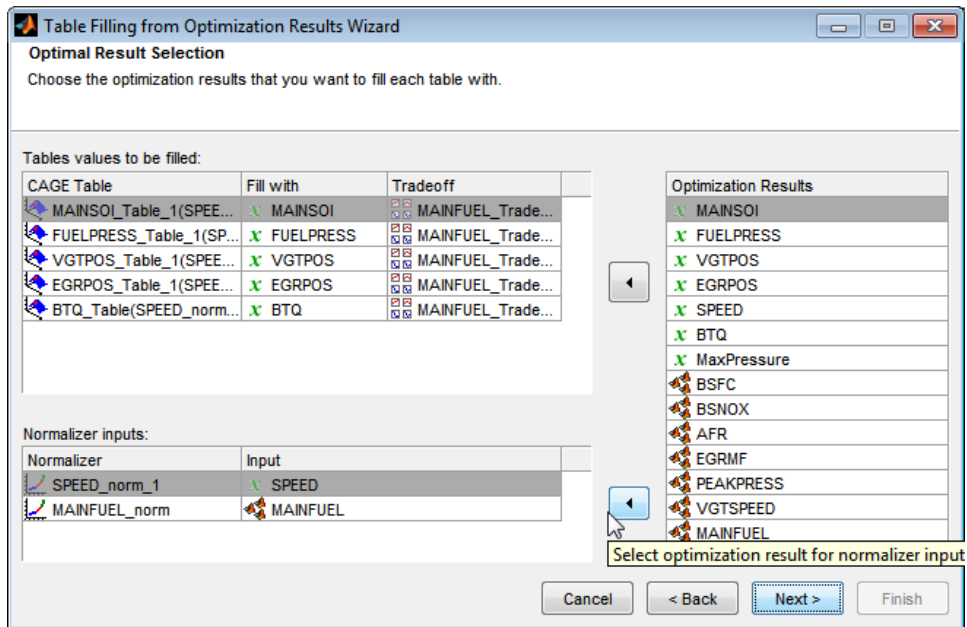 Table Filling from Optimization Results Wizard
Optimal Result Selection
Choose the optimization results that you want to fill each table with.
Tables values to be filled:
CAGE Table Fill with Tradeoff
MAINSOI_Table_1(SPEE... x MAINSOI MAINFUEL_Trade...
FUELPRESS_Table_1(SP... x FUELPRESS MAINFUEL_Trade...
VGTPOS_Table_1(SPEE... x VGTPOS MAINFUEL_Trade...
EGRPOS_Table_1(SPEE... x EGRPOS MAINFUEL_Trade...
BTQ_Table(SPEED_norm... x BTQ MAINFUEL_Trade...
Optimization Results
x MAINSOI
x FUELPRESS
x VGTPOS
x EGRPOS
x SPEED
x BTQ
x MaxPressure
BSFC
BSNOX
AFR
EGRMF
PEAKPRESS
VGTSPEED
MAINFUEL
Normalizer inputs:
Normalizer Input
SPEED_norm_1 x SPEED
MAINFUEL_norm MAINFUEL
Select optimization result for normalizer input
Cancel < Back Next > Finish